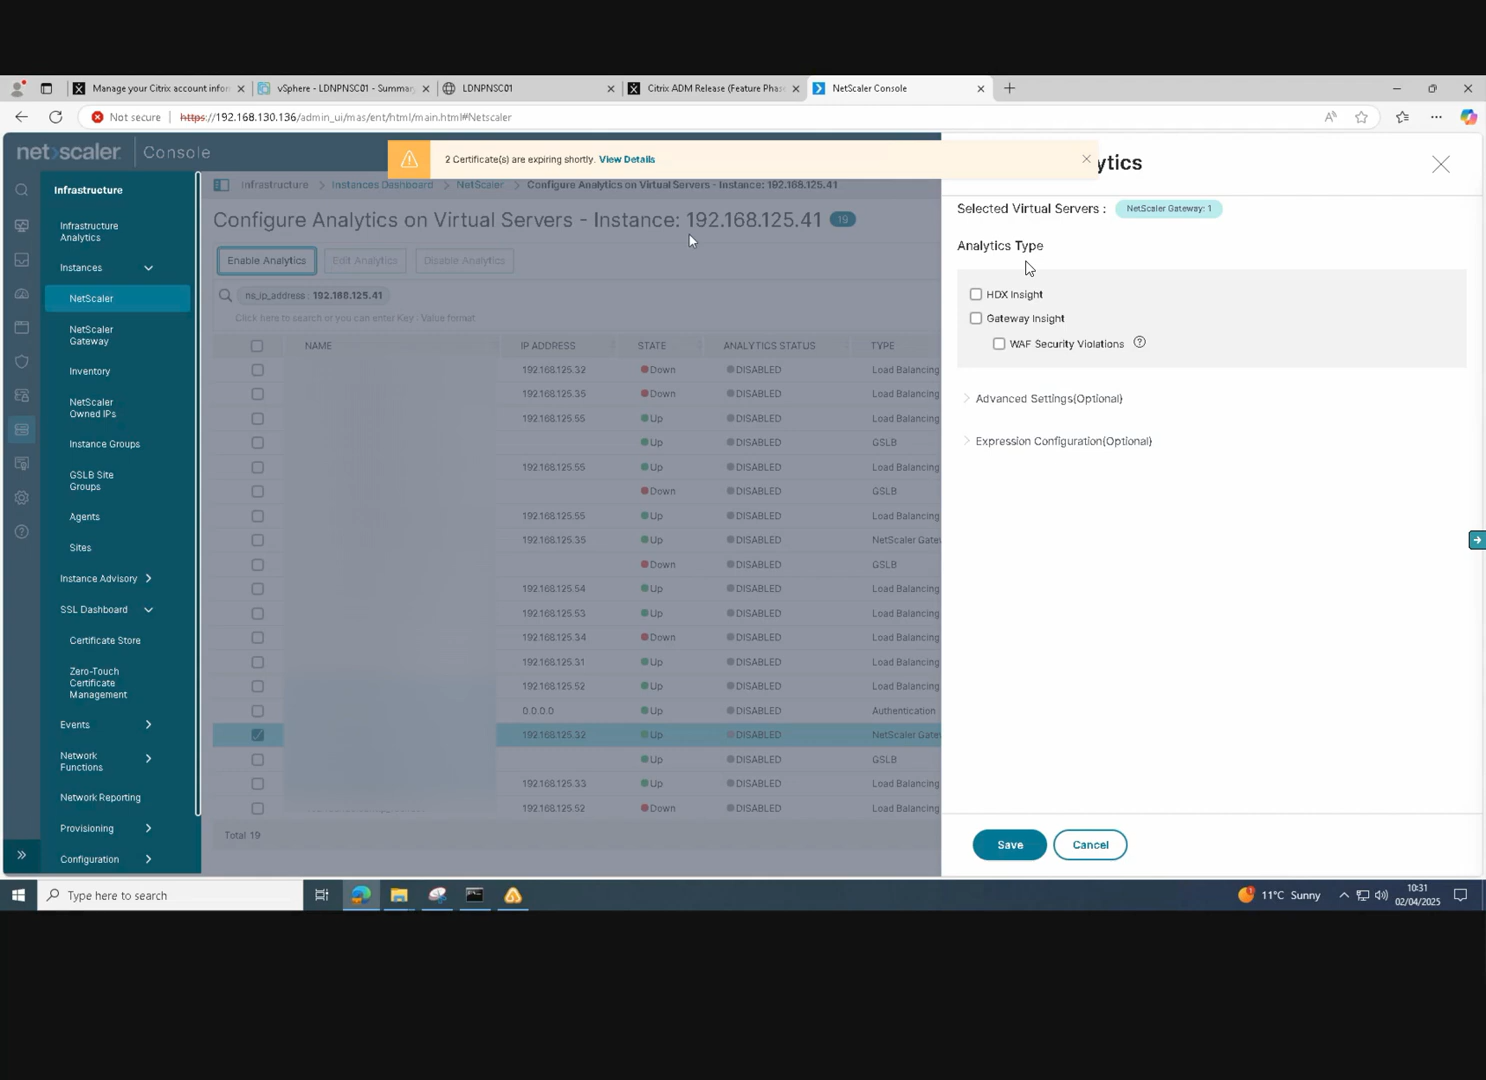 Manage your Citrix account infor
vSphere - LDNPNSC01 - Summar
LDNPNSC01
Citrix ADM Release (Feature Phase
NetScaler Console
Not secure
https://192.168.130.136/admin_ui/mas/ent/html/main.html#Netscaler
net>scaler Console
2 Certificate(s) are expiring shortly. View Details
ytics
Infrastructure
Infrastructure
Analytics
Instances
NetScaler
NetScaler
Gateway
Inventory
NetScaler
Owned IPs
Instance Groups
GSLB Site
Groups
Agents
Sites
Instance Advisory
SSL Dashboard
Certificate Store
Zero-Touch
Certificate
Management
Events
Network
Functions
Network Reporting
Provisioning
Configuration
Infrastructure > Instances Dashboard > NetScaler > Configure Analytics on Virtual Servers - Instance: 192.168.125.41
Configure Analytics on Virtual Servers - Instance: 192.168.125.41 19
Enable Analytics Edit Analytics Disable Analytics
ns_ip_address : 192.168.125.41
Click here to search or you can enter Key : Value format
NAME IP ADDRESS STATE ANALYTICS STATUS TYPE
192.168.125.32 Down DISABLED Load Balancing
192.168.125.35 Down DISABLED Load Balancing
192.168.125.55 Up DISABLED Load Balancing
Up DISABLED GSLB
192.168.125.55 Up DISABLED Load Balancing
Down DISABLED GSLB
192.168.125.55 Up DISABLED Load Balancing
192.168.125.35 Up DISABLED NetScaler Gatew
Down DISABLED GSLB
192.168.125.54 Up DISABLED Load Balancing
192.168.125.53 Up DISABLED Load Balancing
192.168.125.34 Down DISABLED Load Balancing
192.168.125.31 Up DISABLED Load Balancing
192.168.125.52 Up DISABLED Load Balancing
0.0.0.0 Up DISABLED Authentication
192.168.125.32 Up DISABLED NetScaler Gatew
Up DISABLED GSLB
192.168.125.33 Up DISABLED Load Balancing
192.168.125.52 Down DISABLED Load Balancing
Total 19
Selected Virtual Servers : NetScaler Gateway: 1
Analytics Type
HDX Insight
Gateway Insight
WAF Security Violations
Advanced Settings(Optional)
Expression Configuration(Optional)
Save Cancel
Type here to search
11°C Sunny
10:31
02/04/2025